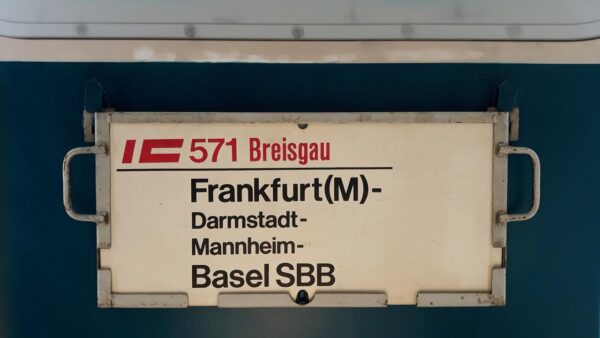 IC 571 Breisgau
Frankfurt(M)-
Darmstadt-
Mannheim-
Basel SBB